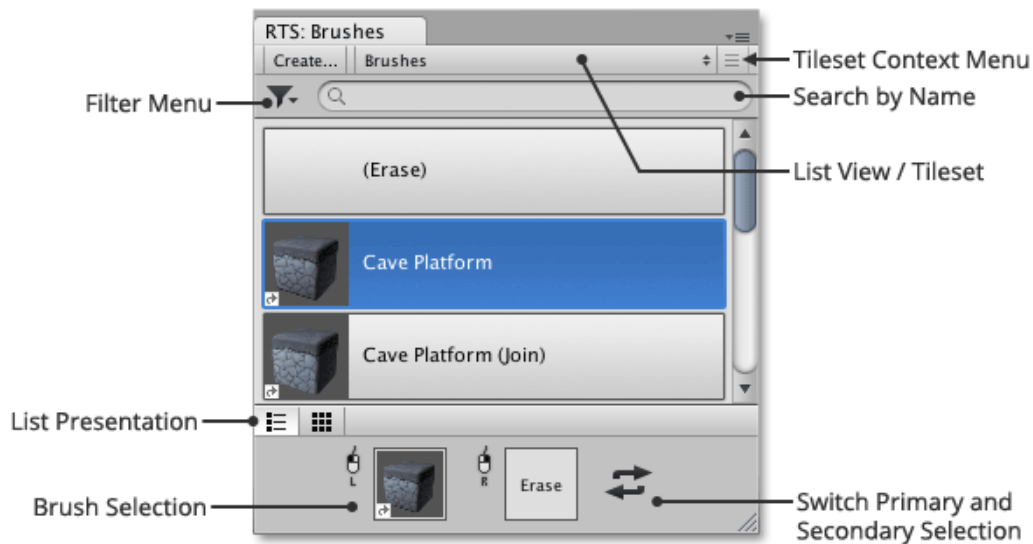 RTS: Brushes
Create...
Brushes
Tileset Context Menu
Filter Menu
Search by Name
(Erase)
List View / Tileset
Cave Platform
Cave Platform (Join)
List Presentation
L
R
Erase
Brush Selection
Switch Primary and
Secondary Selection